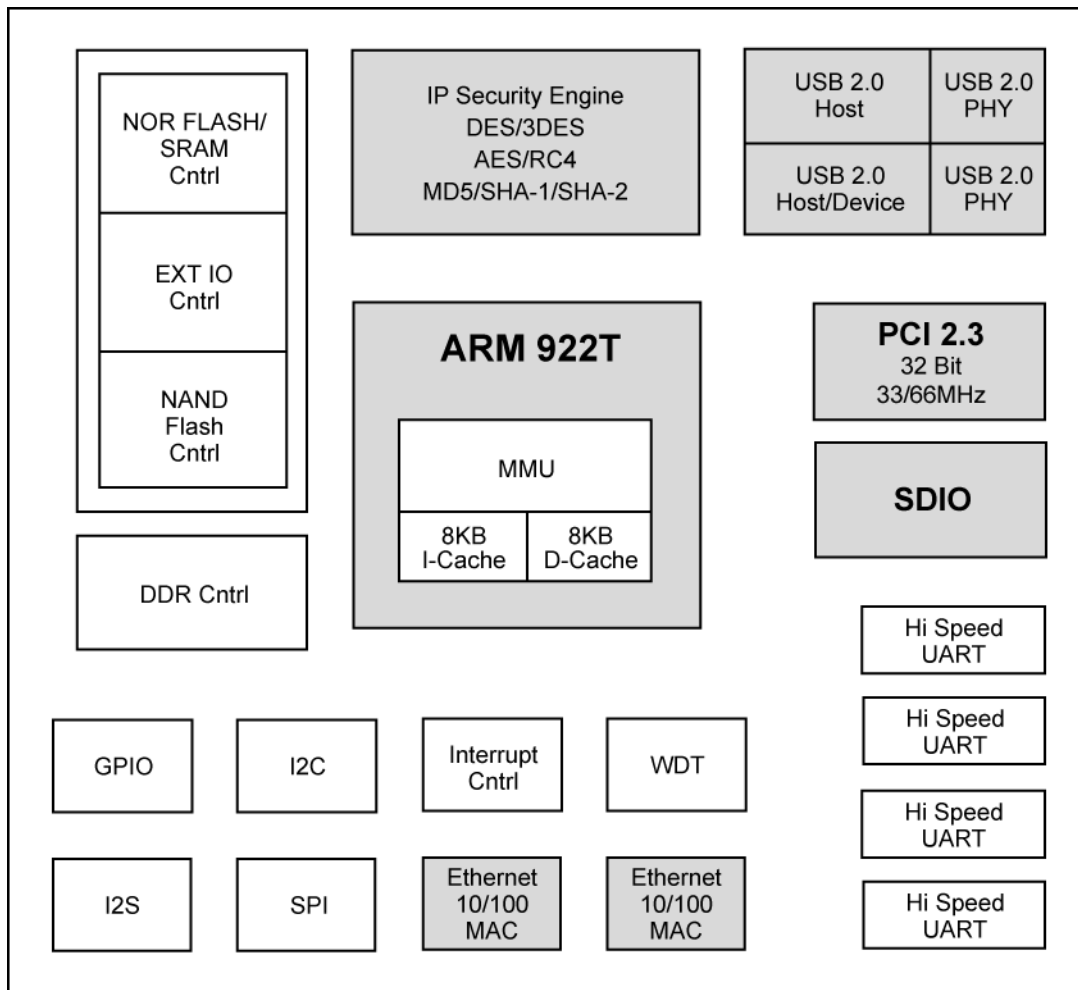 NOR FLASH/
SRAM
Cntrl
EXT IO
Cntrl
NAND
Flash
Cntrl
DDR Cntrl
IP Security Engine
DES/3DES
AES/RC4
MD5/SHA-1/SHA-2
USB 2.0
Host
USB 2.0
PHY
USB 2.0
Host/Device
USB 2.0
PHY
ARM 922T
MMU
8KB
I-Cache
8KB
D-Cache
PCI 2.3
32 Bit
33/66MHz
SDIO
Hi Speed
UART
Hi Speed
UART
Hi Speed
UART
Hi Speed
UART
GPIO
I2C
Interrupt
Cntrl
WDT
I2S
SPI
Ethernet
10/100
MAC
Ethernet
10/100
MAC